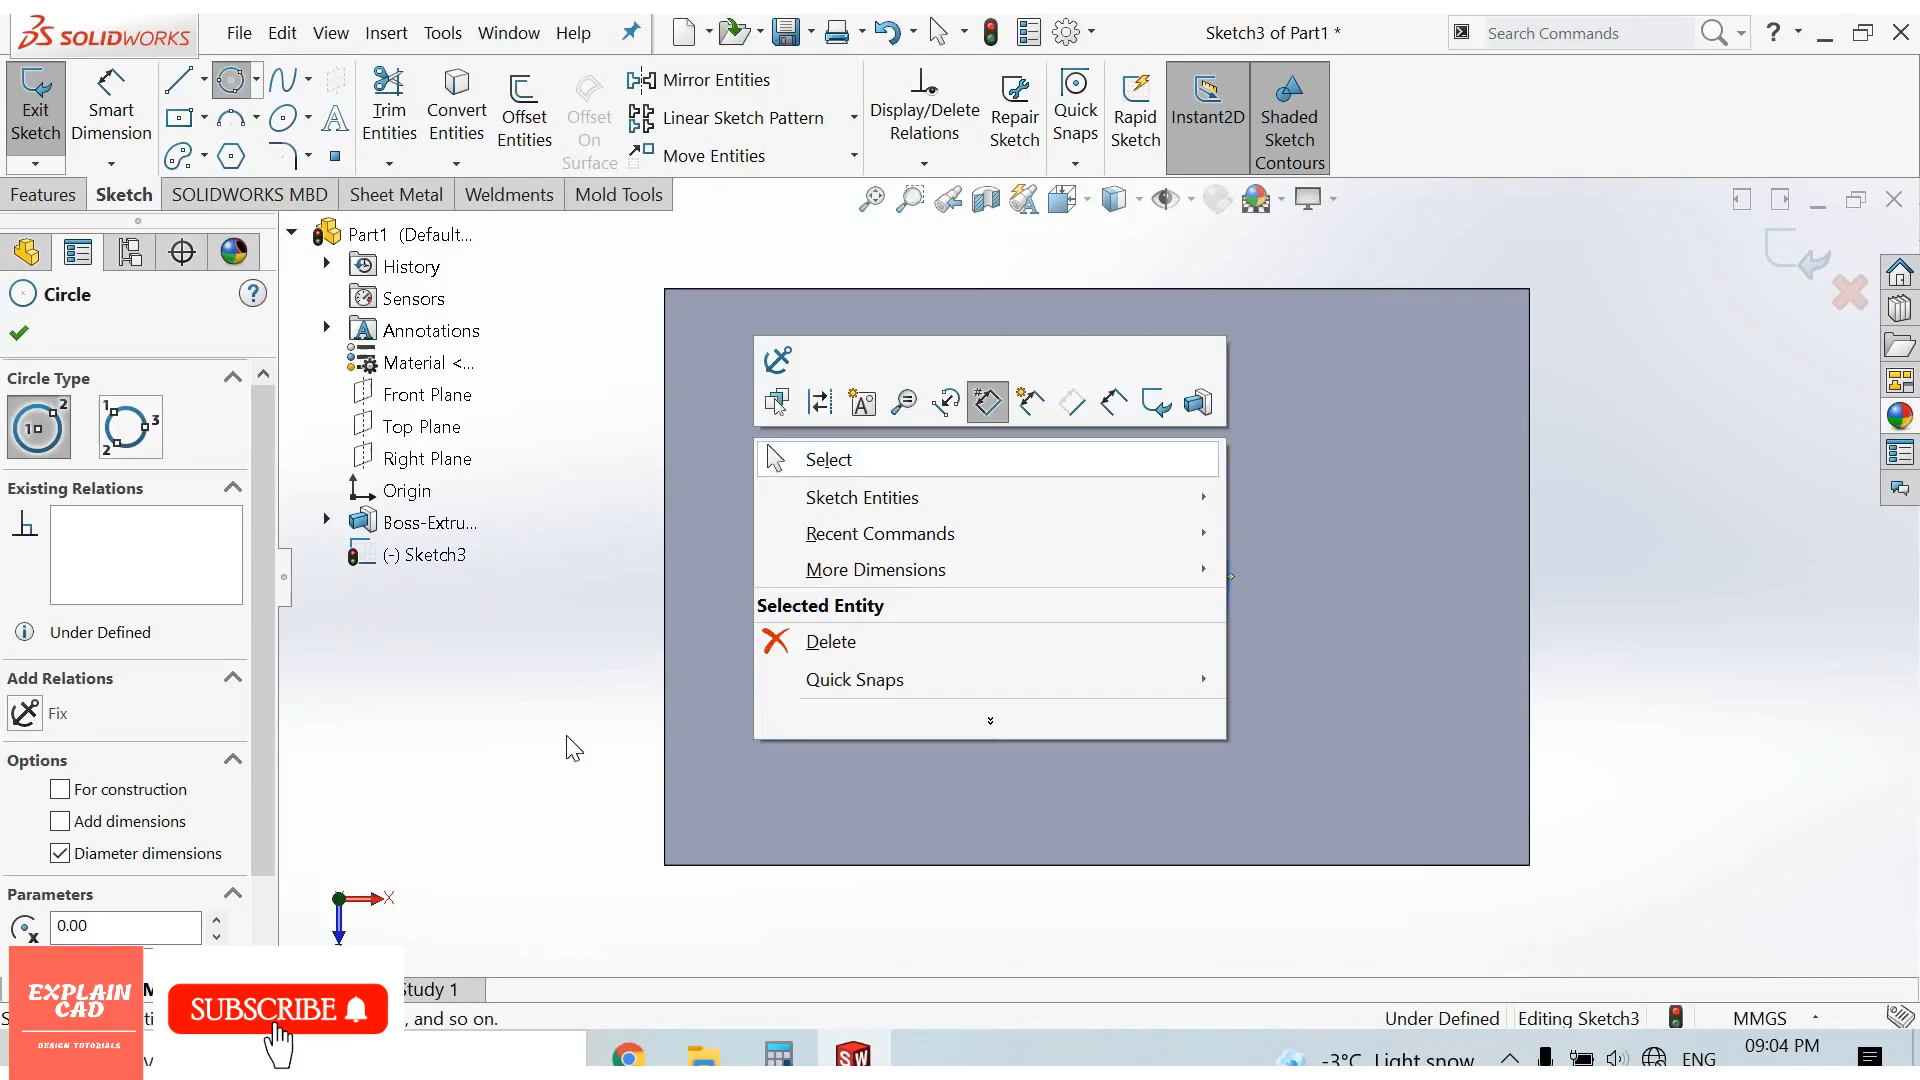 SOLIDWORKS
File Edit View Insert Tools Window Help
Sketch3 of Part1 *
Search Commands
?
Exit Sketch
Smart Dimension
Trim Entities
Convert Entities
Offset Entities
Offset On Surface
Mirror Entities
Linear Sketch Pattern
Move Entities
Display/Delete Relations
Repair Sketch
Quick Snaps
Rapid Sketch
Instant2D
Shaded Sketch Contours
Features Sketch SOLIDWORKS MBD Sheet Metal Weldments Mold Tools
Circle
?
Circle Type
Existing Relations
Under Defined
Add Relations
Fix
Options
For construction
Add dimensions
Diameter dimensions
Parameters
0.00
Part1 (Default...
History
Sensors
Annotations
Material <...
Front Plane
Top Plane
Right Plane
Origin
Boss-Extru...
(-) Sketch3
Select
Sketch Entities
Recent Commands
More Dimensions
Selected Entity
Delete
Quick Snaps
X
EXPLAIN
CAD
DESIGN TUTORIALS
SUBSCRIBE
, and so on.
Under Defined Editing Sketch3 MMGS
SW
-3°C Light snow ENG 09:04 PM